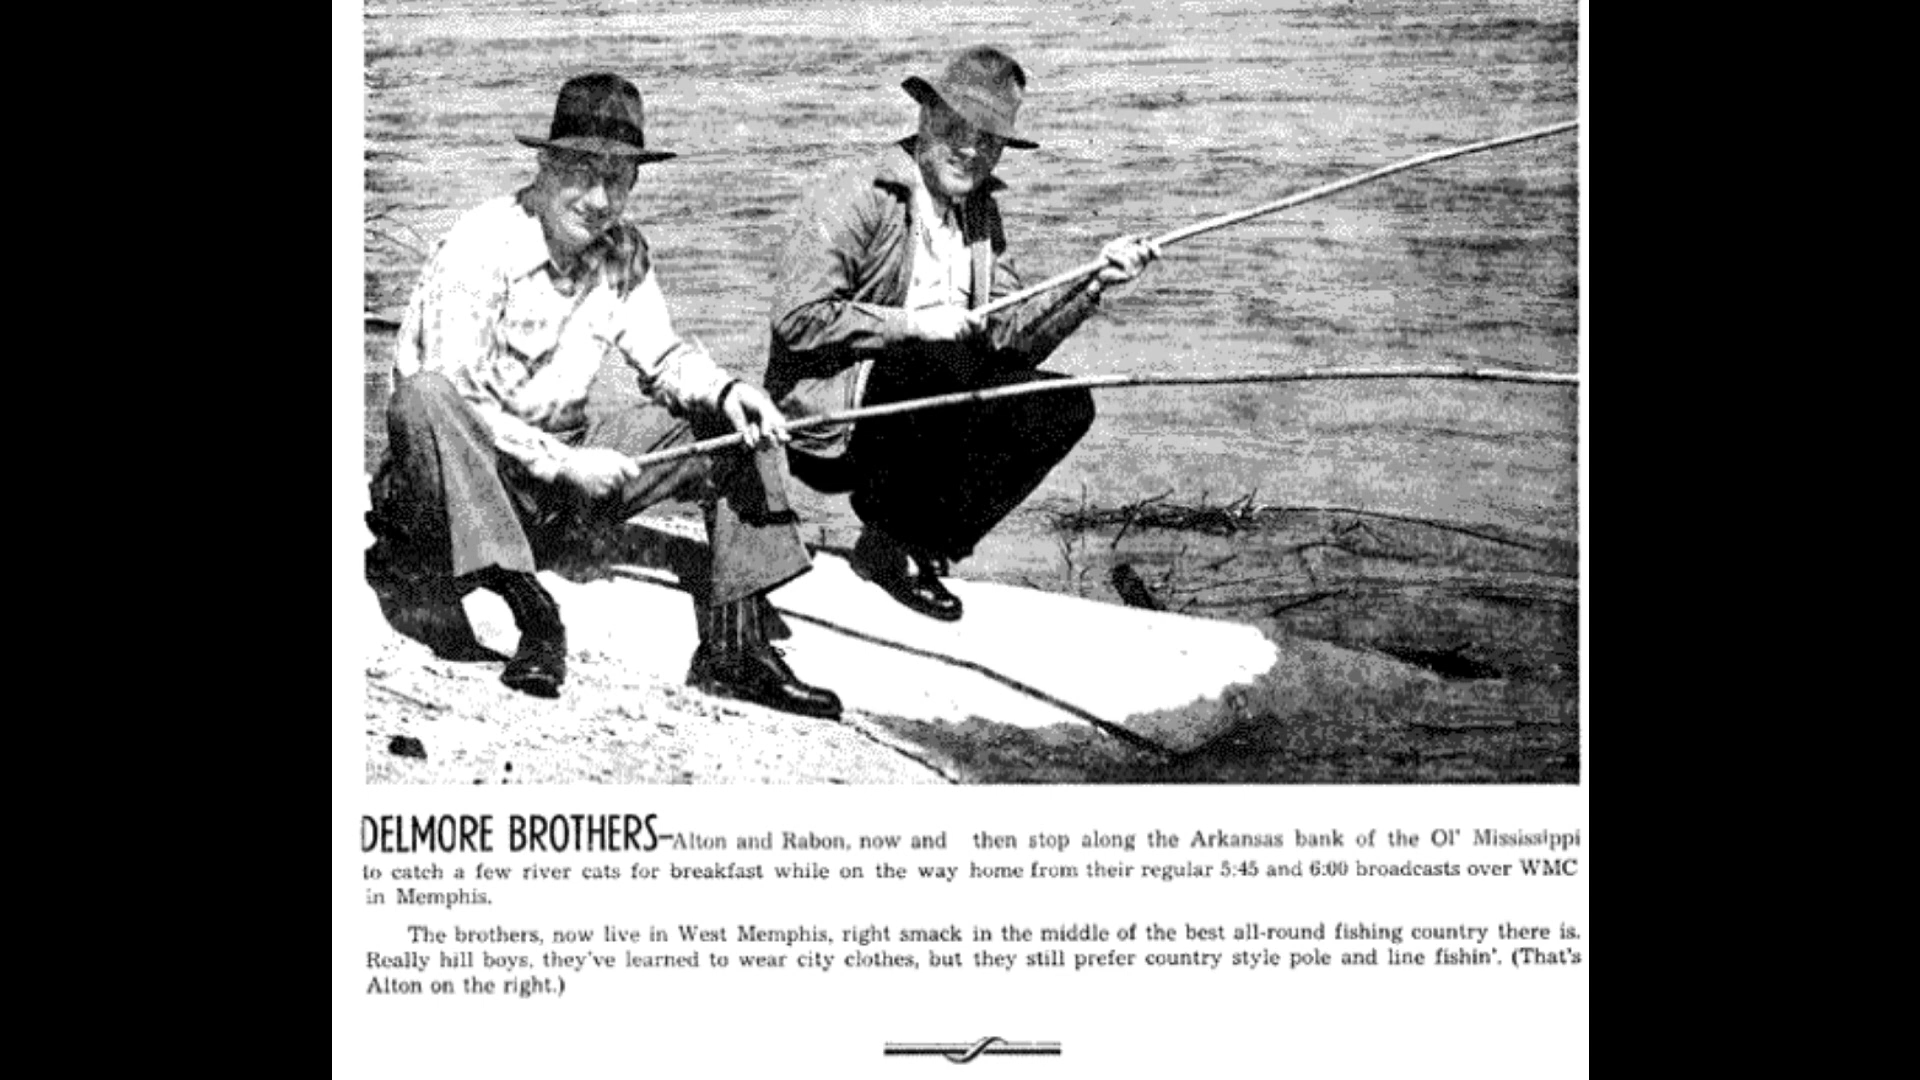 DELMORE BROTHERS—Alton and Rabon, now and then stop along the Arkansas bank of the Ol' Mississippi
to catch a few river cats for breakfast while on the way home from their regular 5:45 and 6:00 broadcasts over WMC
in Memphis.
The brothers, now live in West Memphis, right smack in the middle of the best all-round fishing country there is.
Really hill boys, they've learned to wear city clothes, but they still prefer country style pole and line fishin'. (That's
Alton on the right.)